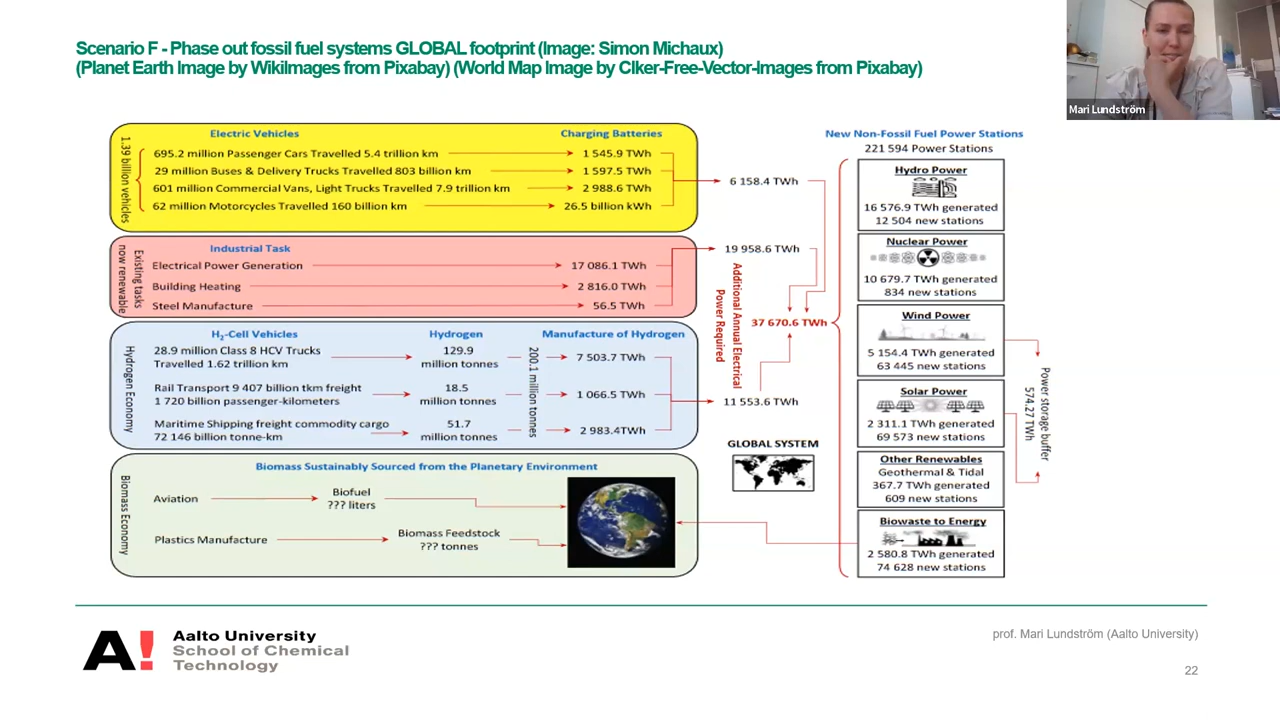 Scenario F - Phase out fossil fuel systems GLOBAL footprint (Image: Simon Michaux)
(Planet Earth Image by WikiImages from Pixabay) (World Map Image by Clker-Free-Vector-Images from Pixabay)
Mari Lundström
1.39 billion vehicles
Electric Vehicles
Charging Batteries
695.2 million Passenger Cars Travelled 5.4 trillion km
1 545.9 TWh
29 million Buses & Delivery Trucks Travelled 803 billion km
1 597.5 TWh
601 million Commercial Vans, Light Trucks Travelled 7.9 trillion km
2 988.6 TWh
62 million Motorcycles Travelled 160 billion km
26.5 billion kWh
6 158.4 TWh
Existing tasks
now renewable
Industrial Task
Electrical Power Generation
17 086.1 TWh
Building Heating
2 816.0 TWh
Steel Manufacture
56.5 TWh
19 958.6 TWh
Additional Annual Electrical
Power Required
37 670.6 TWh
Hydrogen Economy
H₂-Cell Vehicles
Hydrogen
Manufacture of Hydrogen
28.9 million Class 8 HCV Trucks
Travelled 1.62 trillion km
129.9
million tonnes
7 503.7 TWh
Rail Transport 9 407 billion tkm freight
1 720 billion passenger-kilometers
18.5
million tonnes
1 066.5 TWh
Maritime Shipping freight commodity cargo
72 146 billion tonne-km
51.7
million tonnes
2 983.4TWh
200.1 million tonnes
11 553.6 TWh
Biomass Economy
Biomass Sustainably Sourced from the Planetary Environment
Aviation
Biofuel
??? liters
Plastics Manufacture
Biomass Feedstock
??? tonnes
GLOBAL SYSTEM
New Non-Fossil Fuel Power Stations
221 594 Power Stations
Hydro Power
16 576.9 TWh generated
12 504 new stations
Nuclear Power
10 679.7 TWh generated
834 new stations
Wind Power
5 154.4 TWh generated
63 445 new stations
Solar Power
2 311.1 TWh generated
69 573 new stations
Other Renewables
Geothermal & Tidal
367.7 TWh generated
609 new stations
Biowaste to Energy
2 580.8 TWh generated
74 628 new stations
Power storage buffer
574.27 TWh
A!
Aalto University
School of Chemical
Technology
prof. Mari Lundström (Aalto University)
22